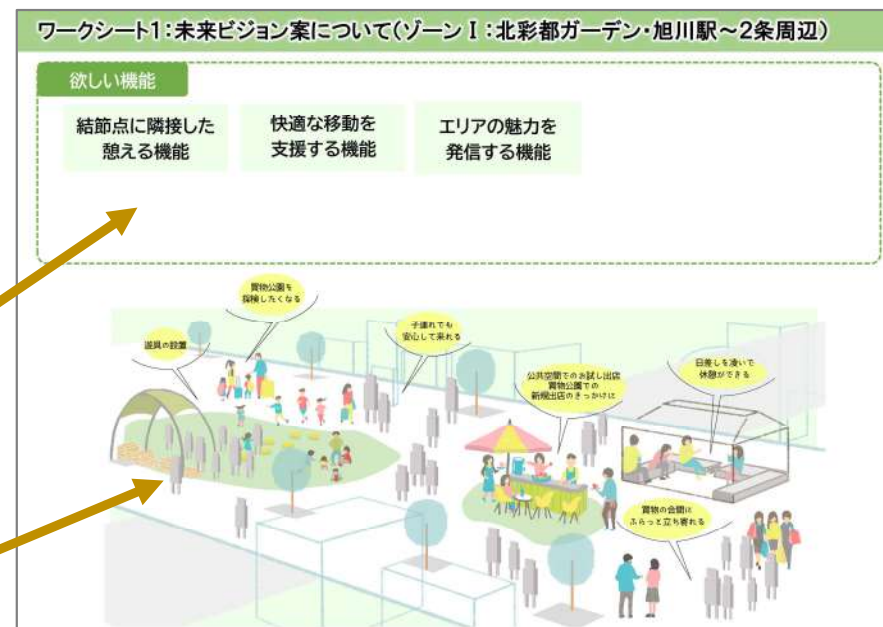 ワークシート1:未来ビジョン案について(ゾーンⅠ:北彩都ガーデン・旭川駅~2条周辺)
欲しい機能
結節点に隣接した
憩える機能
快適な移動を
支援する機能
エリアの魅力を
発信する機能
買物公園を
探検したくなる
遊具の設置
子連れでも
安心して来れる
公共空間でのお試し出店
買物公園での
新規出店のきっかけに
日差しを凌いで
休憩ができる
買物の合間に
ふらっと立ち寄れる